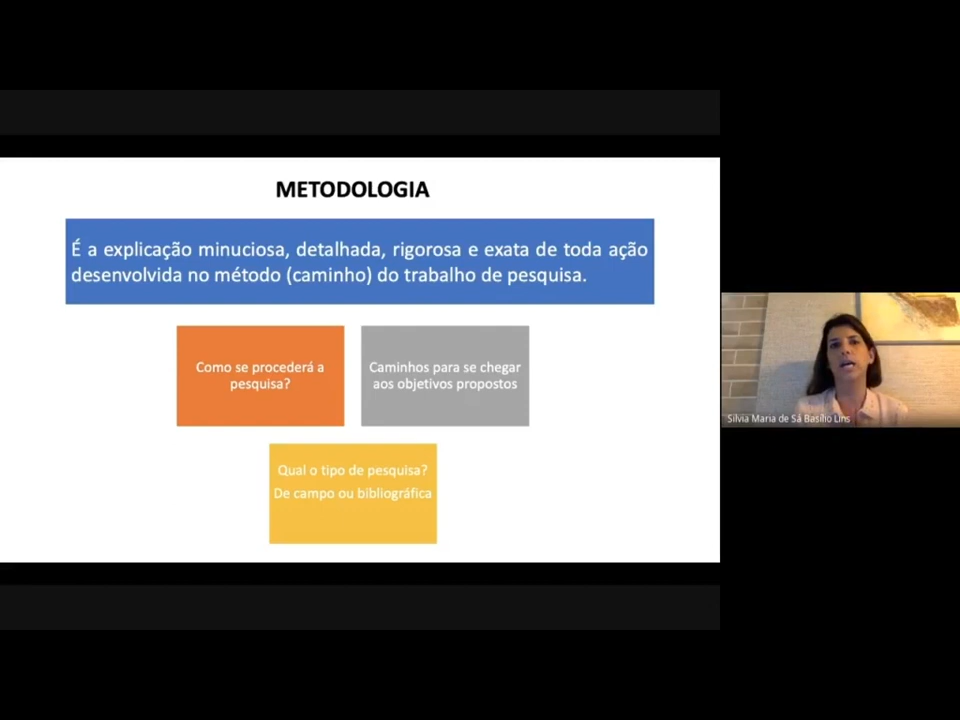 METODOLOGIA
É a explicação minuciosa, detalhada, rigorosa e exata de toda ação
desenvolvida no método (caminho) do trabalho de pesquisa.
Como se procederá a
pesquisa?
Caminhos para se chegar
aos objetivos propostos
Qual o tipo de pesquisa?
De campo ou bibliográfica
Silvia Maria de Sá Basílio Lins